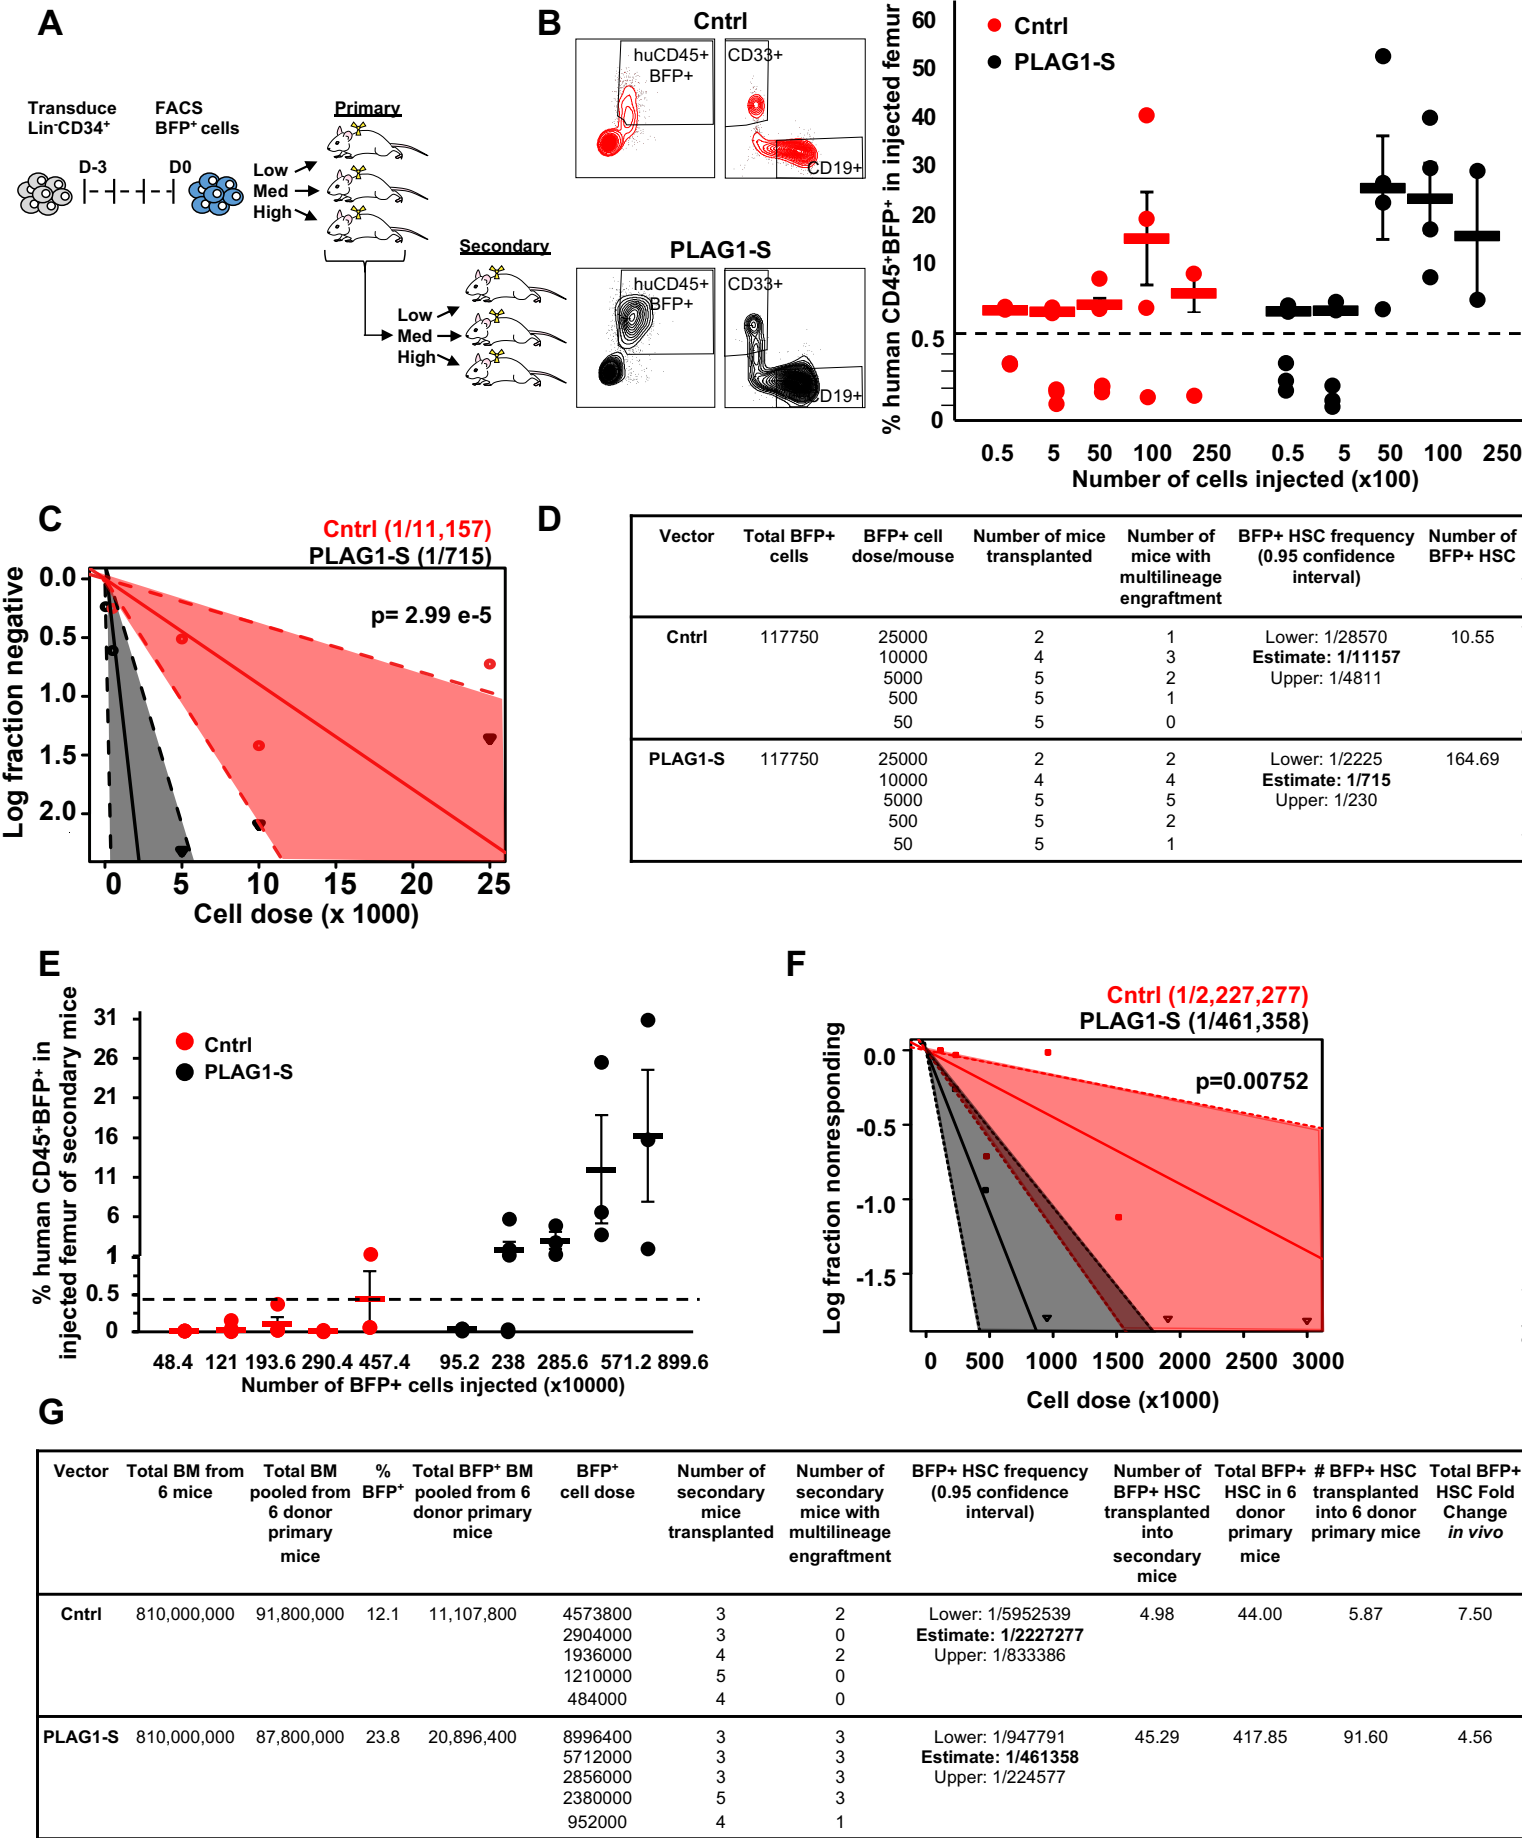 A
Transduce
Lin-CD34+
FACS
BFP+ cells
D-3
D0
Low
Med
High
Primary
Secondary
Low
Med
High
B
Cntrl
huCD45+
BFP+
CD33+
CD19+
PLAG1-S
huCD45+
BFP+
CD33+
CD19+
% human CD45+BFP+ in injected femur
60
50
40
30
20
10
0.5
0
Cntrl
PLAG1-S
0.5 5 50 100 250 0.5 5 50 100 250
Number of cells injected (x100)
C
Cntrl (1/11,157)
PLAG1-S (1/715)
p= 2.99 e-5
Log fraction negative
0.0
0.5
1.0
1.5
2.0
0 5 10 15 20 25
Cell dose (x 1000)
D
Vector
Total BFP+
cells
BFP+ cell
dose/mouse
Number of mice
transplanted
Number of
mice with
multilineage
engraftment
BFP+ HSC frequency
(0.95 confidence
interval)
Number of
BFP+ HSC
Cntrl 117750 25000 2 1 Lower: 1/28570 10.55
10000 4 3 Estimate: 1/11157
5000 5 2 Upper: 1/4811
500 5 1
50 5 0
PLAG1-S 117750 25000 2 2 Lower: 1/2225 164.69
10000 4 4 Estimate: 1/715
5000 5 5 Upper: 1/230
500 5 2
50 5 1
E
% human CD45+BFP+ in
injected femur of secondary mice
31
26
21
16
11
6
1
0.5
0
Cntrl
PLAG1-S
48.4 121 193.6 290.4 457.4 95.2 238 285.6 571.2 899.6
Number of BFP+ cells injected (x10000)
F
Cntrl (1/2,227,277)
PLAG1-S (1/461,358)
p=0.00752
Log fraction nonresponding
0.0
-0.5
-1.0
-1.5
0 500 1000 1500 2000 2500 3000
Cell dose (x1000)
G
Vector
Total BM from
6 mice
Total BM
pooled from
6 donor
primary
mice
%
BFP+
Total BFP+ BM
pooled from 6
donor primary
mice
BFP+
cell dose
Number of
secondary
mice
transplanted
Number of
secondary
mice with
multilineage
engraftment
BFP+ HSC frequency
(0.95 confidence
interval)
Number of
BFP+ HSC
transplanted
into
secondary
mice
Total BFP+
HSC in 6
donor
primary
mice
# BFP+ HSC
transplanted
into 6 donor
primary mice
Total BFP+
HSC Fold
Change
in vivo
Cntrl 810,000,000 91,800,000 12.1 11,107,800 4573800 3 2 Lower: 1/5952539 4.98 44.00 5.87 7.50
2904000 3 0 Estimate: 1/2227277
1936000 4 2 Upper: 1/833386
1210000 5 0
484000 4 0
PLAG1-S 810,000,000 87,800,000 23.8 20,896,400 8996400 3 3 Lower: 1/947791 45.29 417.85 91.60 4.56
5712000 3 3 Estimate: 1/461358
2856000 3 3 Upper: 1/224577
2380000 5 3
952000 4 1